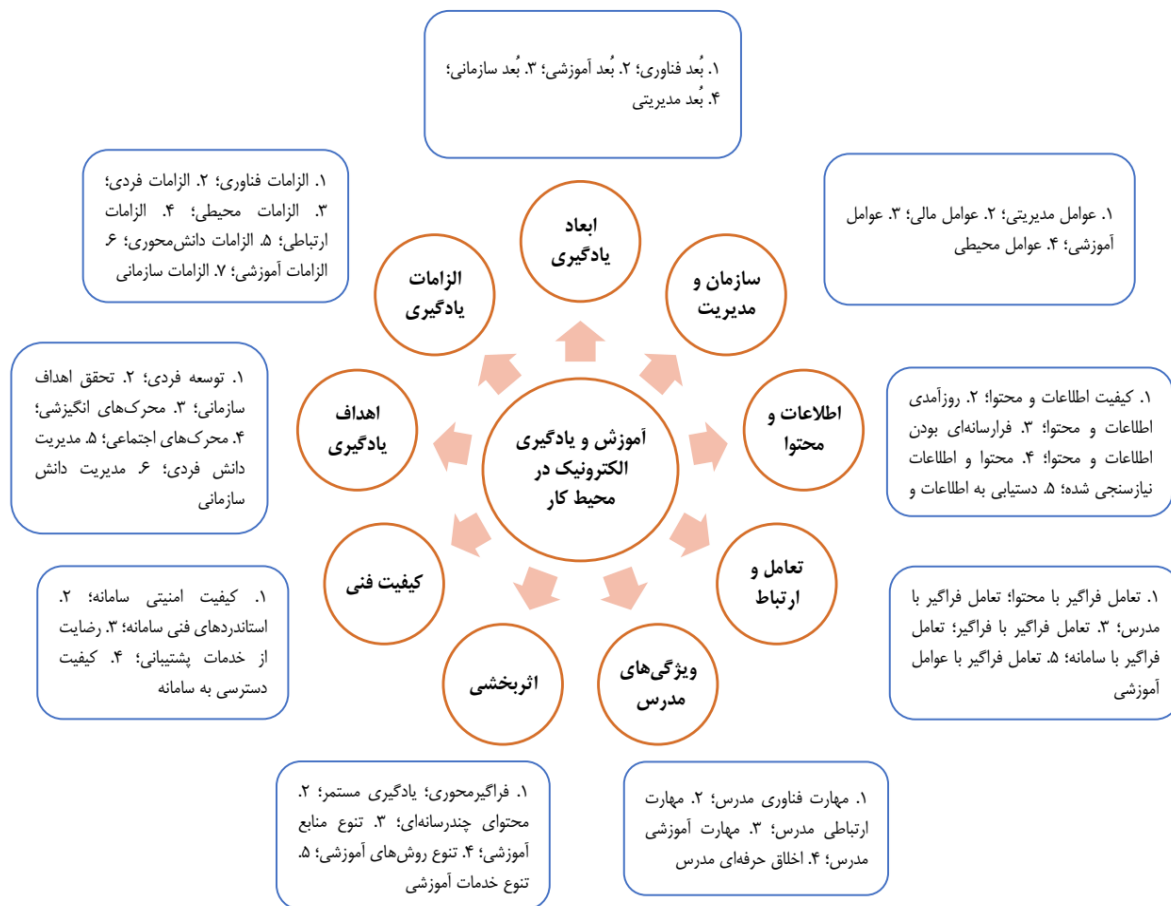 ۱. بُعد فناوری؛ ۲. بُعد آموزشی؛ ۳. بُعد سازمانی؛
۴. بُعد مدیریتی
ابعاد
یادگیری
۱. عوامل مدیریتی؛ ۲. عوامل مالی؛ ۳. عوامل
آموزشی؛ ۴. عوامل محیطی
سازمان و
مدیریت
۱. کیفیت اطلاعات و محتوا؛ ۲. روزآمدی
اطلاعات و محتوا؛ ۳. فرارسانه‌ای بودن
اطلاعات و محتوا؛ ۴. محتوا و اطلاعات
نیازسنجی شده؛ ۵. دستیابی به اطلاعات و
اطلاعات و
محتوا
۱. تعامل فراگیر با محتوا؛ تعامل فراگیر با
مدرس؛ ۳. تعامل فراگیر با فراگیر؛ تعامل
فراگیر با سامانه؛ ۵. تعامل فراگیر با عوامل
آموزشی
تعامل و
ارتباط
۱. مهارت فناوری مدرس؛ ۲. مهارت
ارتباطی مدرس؛ ۳. مهارت آموزشی
مدرس؛ ۴. اخلاق حرفه‌ای مدرس
ویژگی‌های
مدرس
۱. فراگیرمحوری؛ یادگیری مستمر؛ ۲.
محتوای چندرسانه‌ای؛ ۳. تنوع منابع
آموزشی؛ ۴. تنوع روش‌های آموزشی؛ ۵.
تنوع خدمات آموزشی
اثربخشی
۱. کیفیت امنیتی سامانه؛ ۲.
استانداردهای فنی سامانه؛ ۳. رضایت
از خدمات پشتیبانی؛ ۴. کیفیت
دسترسی به سامانه
کیفیت فنی
۱. توسعه فردی؛ ۲. تحقق اهداف
سازمانی؛ ۳. محرک‌های انگیزشی؛
۴. محرک‌های اجتماعی؛ ۵. مدیریت
دانش فردی؛ ۶. مدیریت دانش
سازمانی
اهداف
یادگیری
۱. الزامات فناوری؛ ۲. الزامات فردی؛
۳. الزامات محیطی؛ ۴. الزامات
ارتباطی؛ ۵. الزامات دانش‌محوری؛ ۶.
الزامات آموزشی؛ ۷. الزامات سازمانی
الزامات
یادگیری
آموزش و یادگیری
الکترونیک در
محیط کار